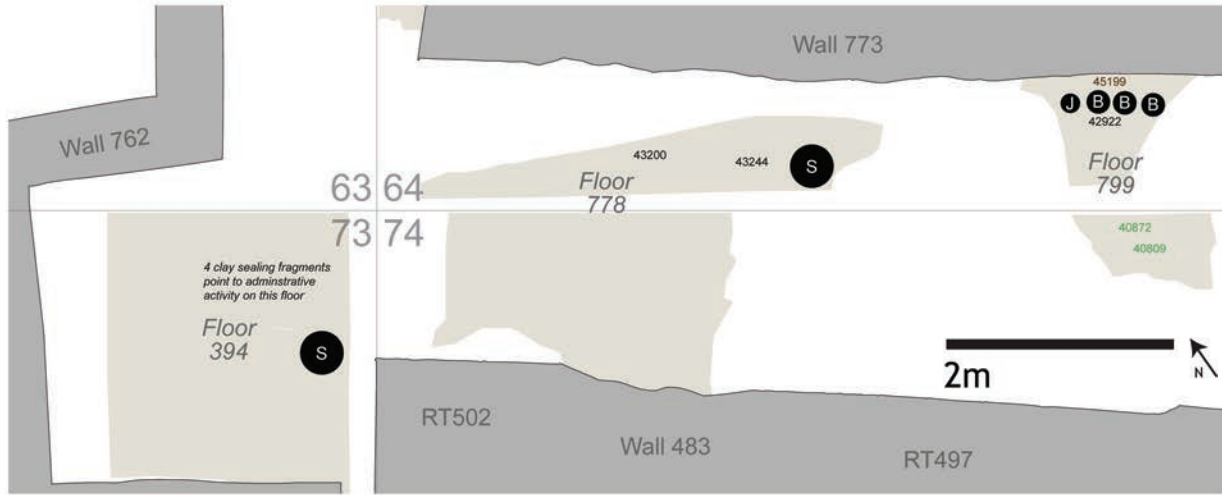 Wall 773
45199
J B B B
42922
Wall 762
43200
43244
S
Floor
799
63 64
Floor
778
73 74
40872
40809
4 clay sealing fragments
point to adminstrative
activity on this floor
Floor
394
S
2m
N
RT502
Wall 483
RT497